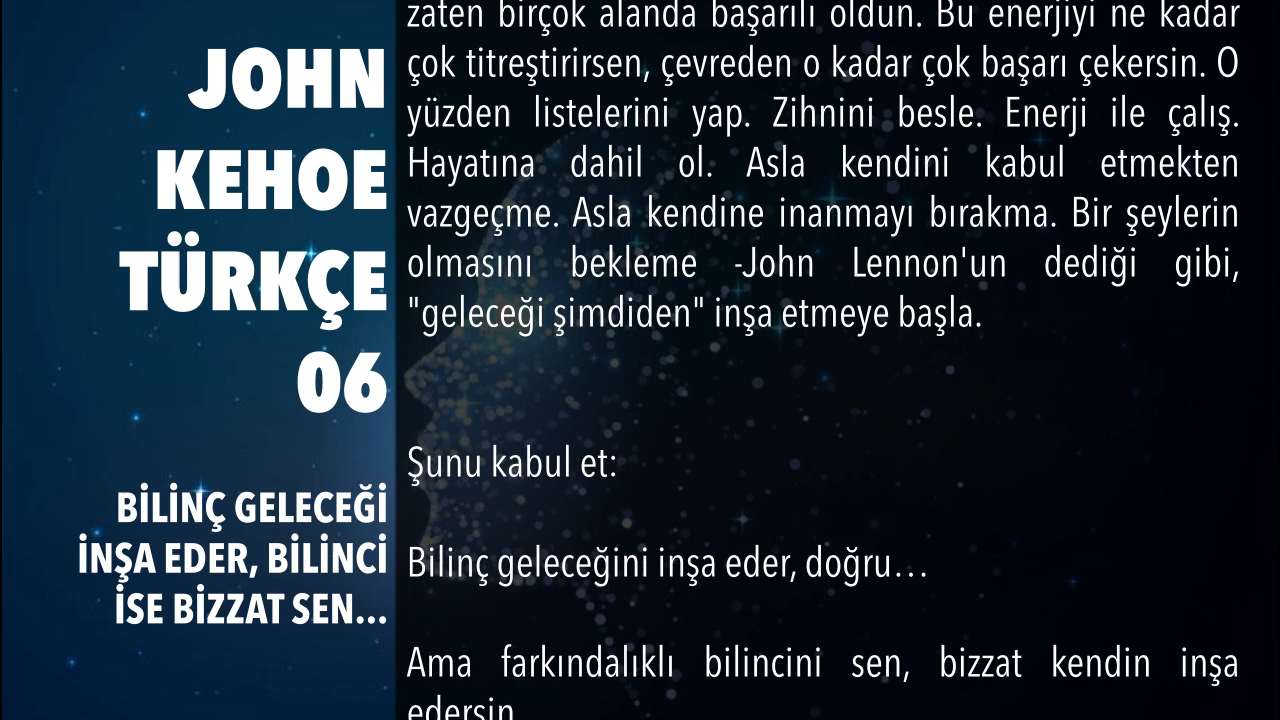 JOHN
KEHOE
TÜRKÇE
06
BİLİNÇ GELECEĞİ
İNŞA EDER, BİLİNCİ
İSE BİZZAT SEN...
zaten birçok alanda başarılı oldun. Bu enerjiyi ne kadar
çok titreştirirsen, çevreden o kadar çok başarı çekersin. O
yüzden listelerini yap. Zihnini besle. Enerji ile çalış.
Hayatına dahil ol. Asla kendini kabul etmekten
vazgeçme. Asla kendine inanmayı bırakma. Bir şeylerin
olmasını bekleme -John Lennon'un dediği gibi,
"geleceği şimdiden" inşa etmeye başla.
Şunu kabul et:
Bilinç geleceğini inşa eder, doğru…
Ama farkındalıklı bilincini sen, bizzat kendin inşa
edersin